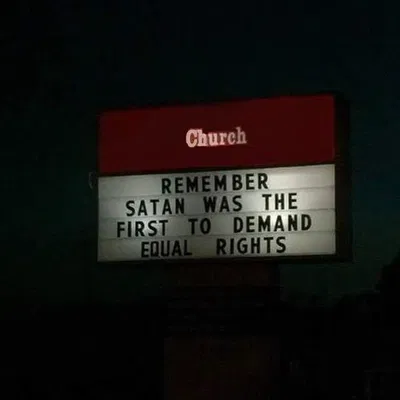 Church
REMEMBER
SATAN WAS THE
FIRST TO DEMAND
EQUAL RIGHTS